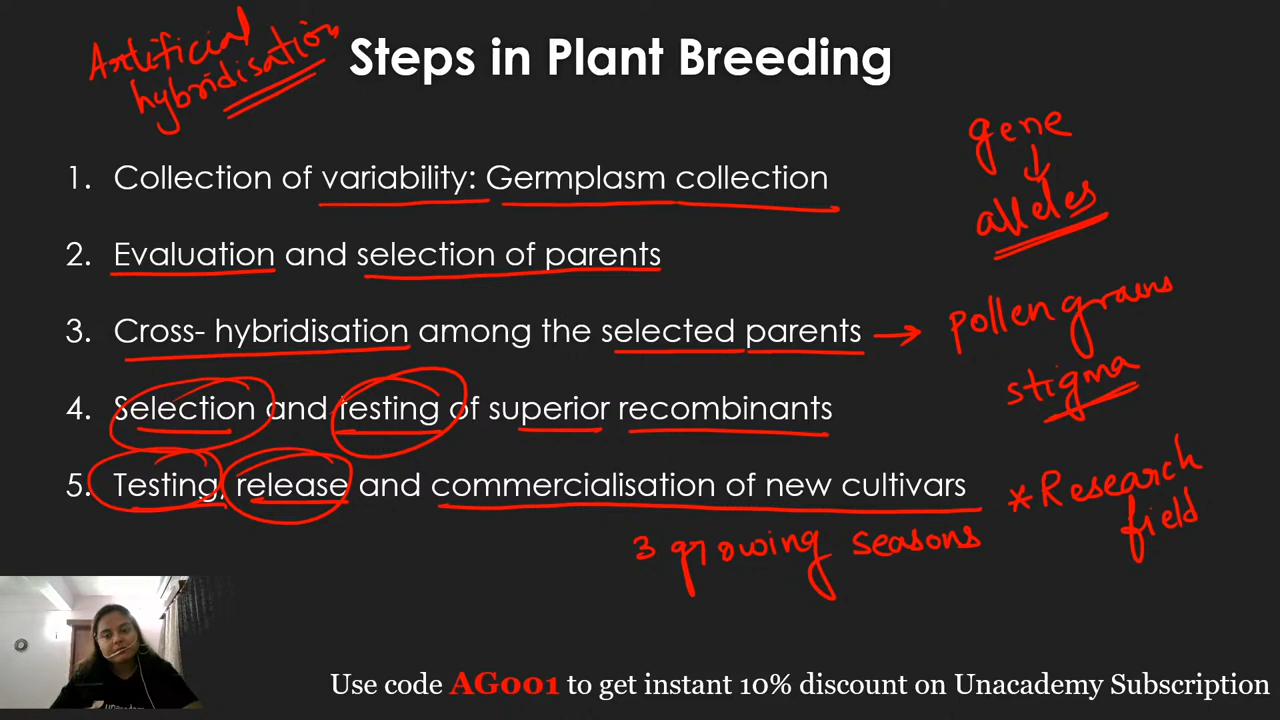 Artificial
hybridisation
Steps in Plant Breeding
gene
alleles
1. Collection of variability: Germplasm collection
2. Evaluation and selection of parents
3. Cross- hybridisation among the selected parents → pollen grains
stigma
4. Selection and testing of superior recombinants
5. Testing, release and commercialisation of new cultivars
* Research
field
3 growing seasons
Use code AG001 to get instant 10% discount on Unacademy Subscription